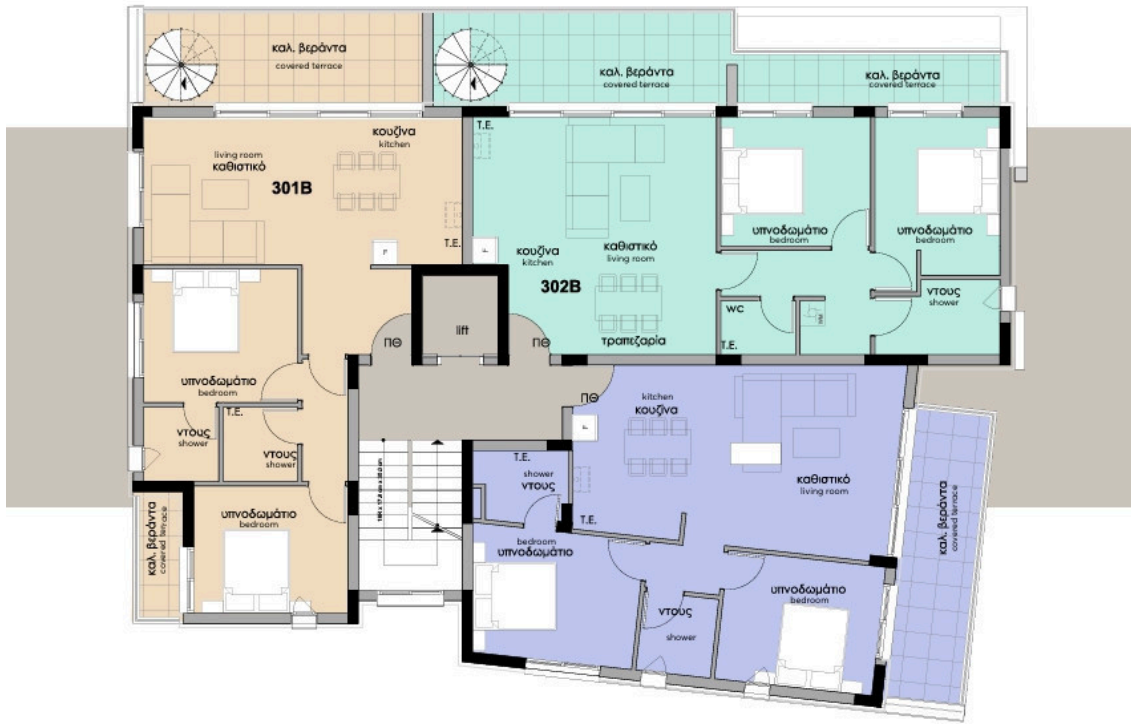 καλ. βεράντα
covered terrace
καλ. βεράντα
covered terrace
καλ. βεράντα
covered terrace
living room
καθιστικό
301B
κουζίνα
kitchen
T.E.
F
T.E.
κουζίνα
kitchen
F
καθιστικό
living room
302B
τραπεζαρία
υπνοδωμάτιο
bedroom
υπνοδωμάτιο
bedroom
ντους
shower
wc
T.E.
WM
lift
ΠΘ
ΠΘ
ΠΘ
υπνοδωμάτιο
bedroom
T.E.
ντους
shower
ντους
shower
υπνοδωμάτιο
bedroom
καλ. βεράντα
covered terrace
kitchen
κουζίνα
F
καθιστικό
living room
T.E.
shower
ντους
T.E.
bedroom
υπνοδωμάτιο
ντους
shower
υπνοδωμάτιο
bedroom
καλ. βεράντα
covered terrace